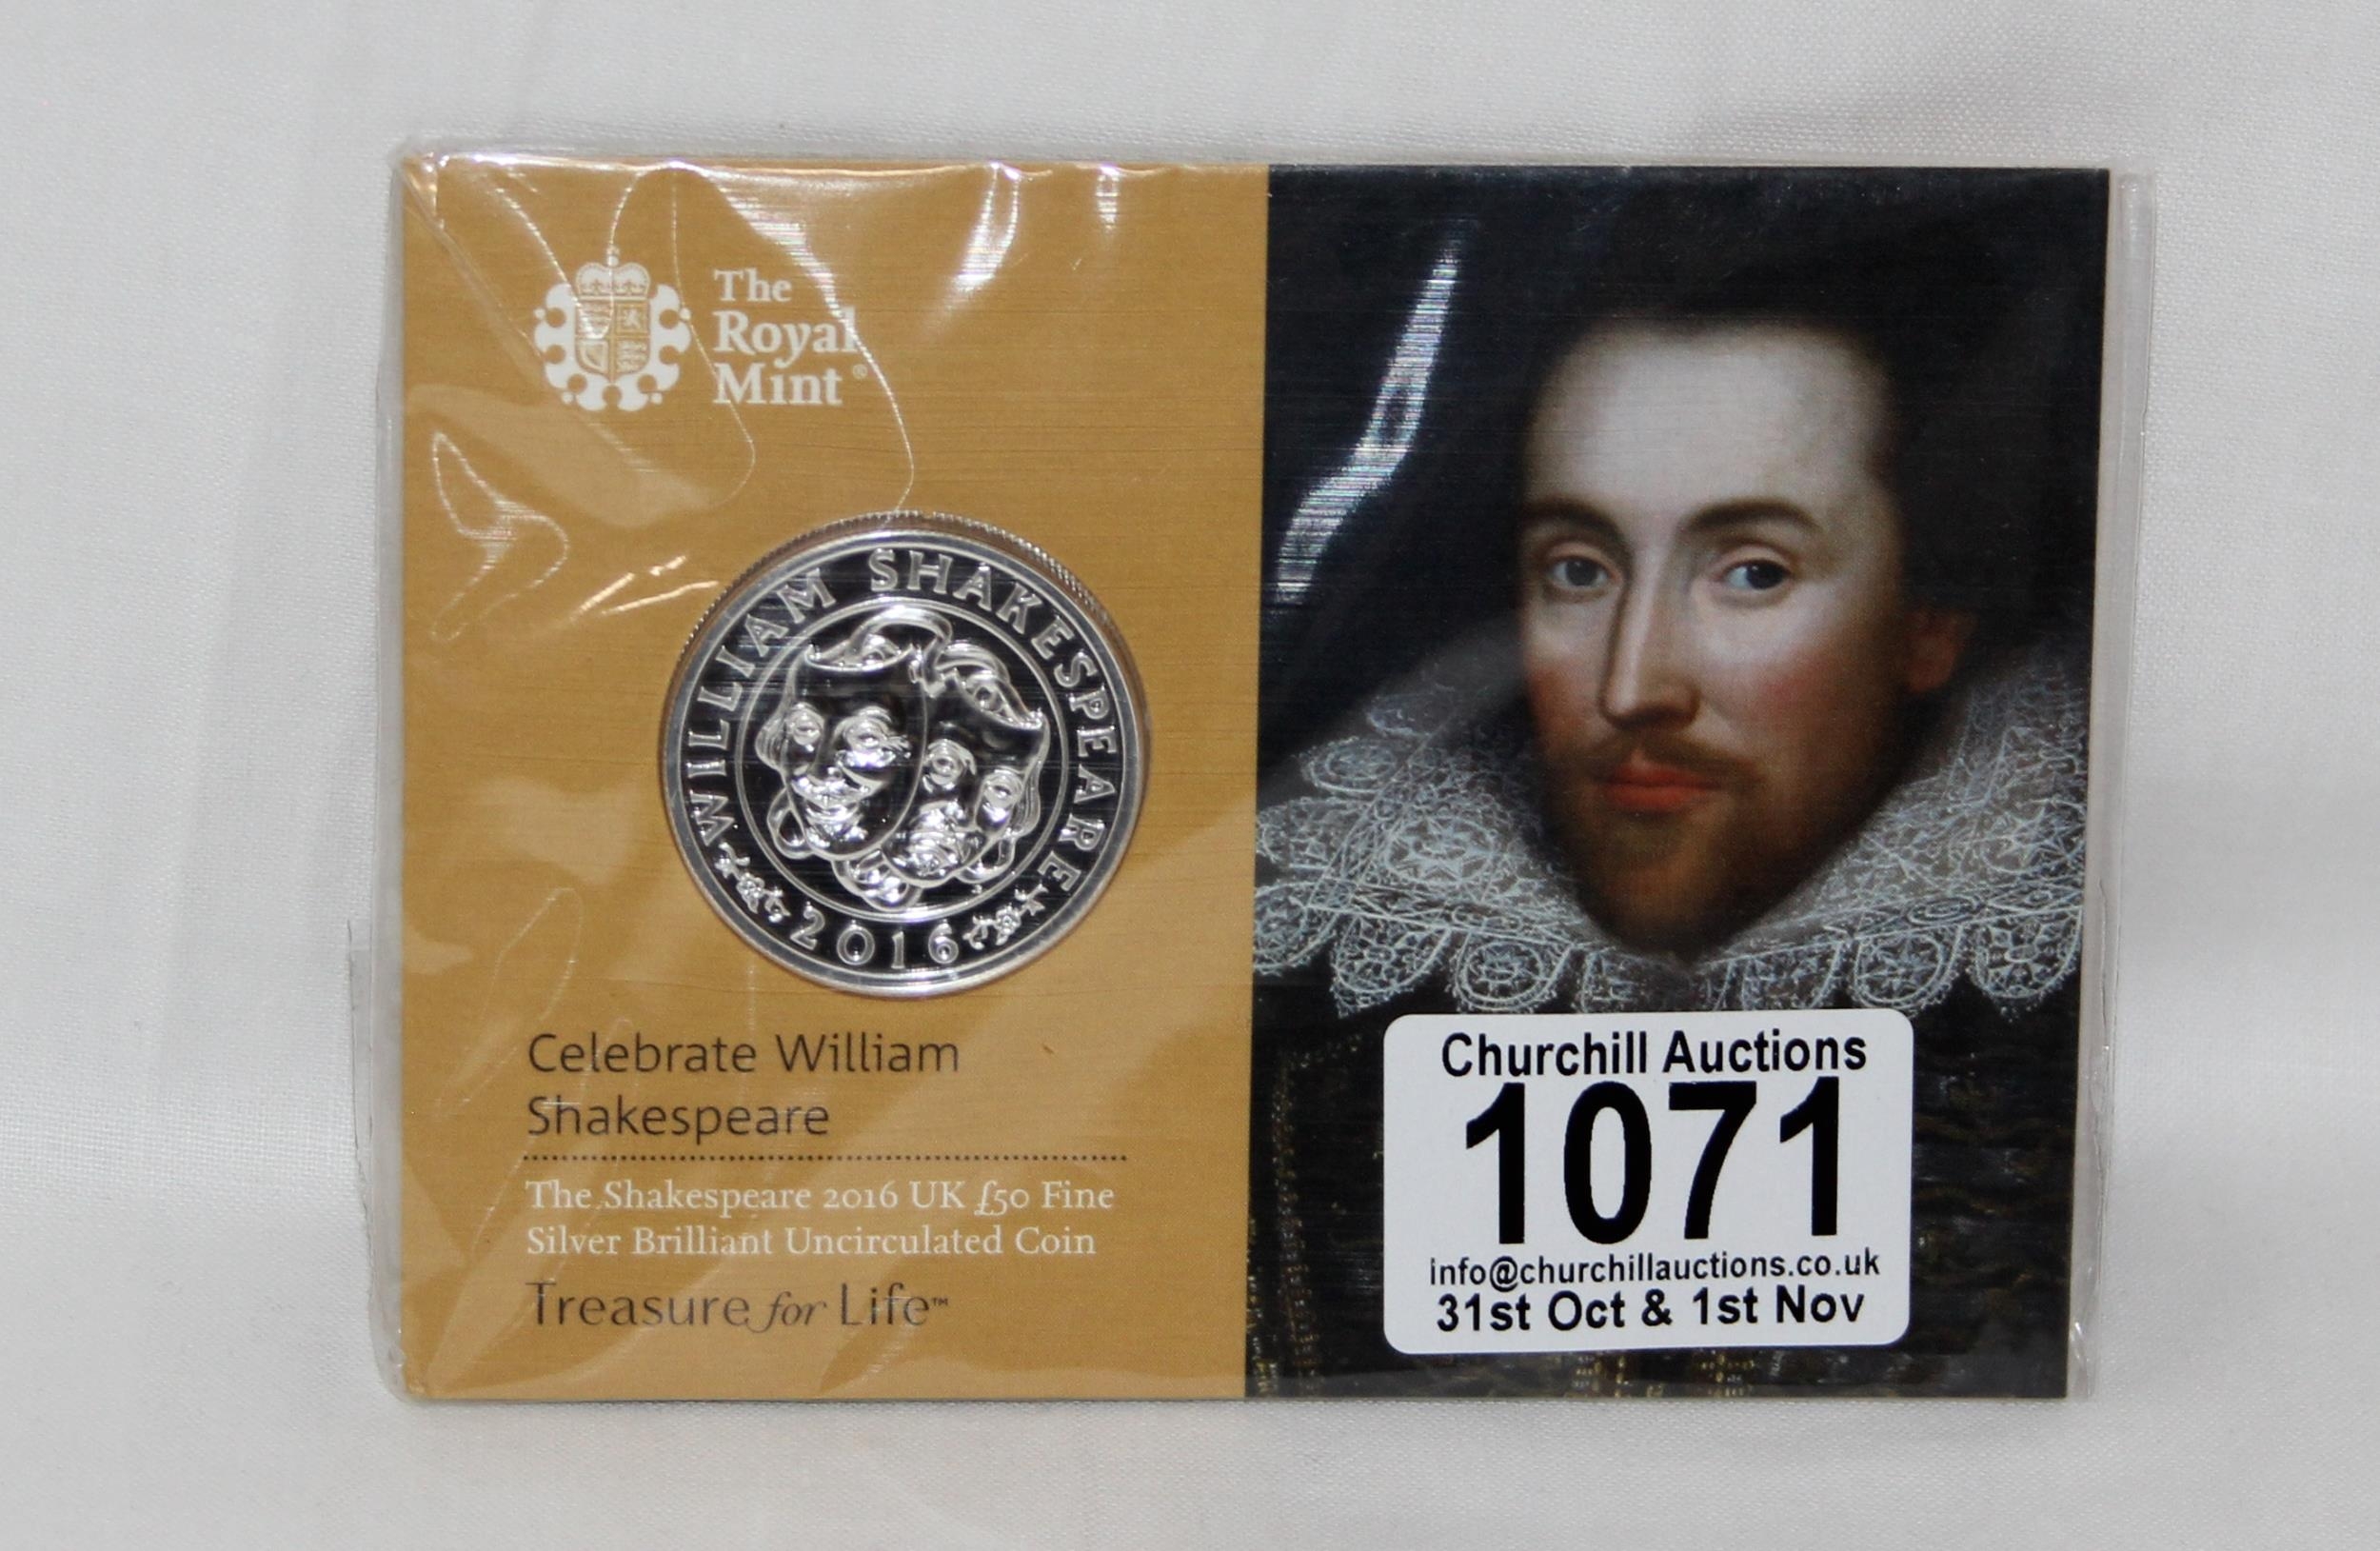 The
Royal
Mint®
WILLIAM SHAKESPEARE
2016
Celebrate William
Shakespeare
The Shakespeare 2016 UK £50 Fine
Silver Brilliant Uncirculated Coin
Treasure for Life™
Churchill Auctions
1071
info@churchillauctions.co.uk
31st Oct & 1st Nov